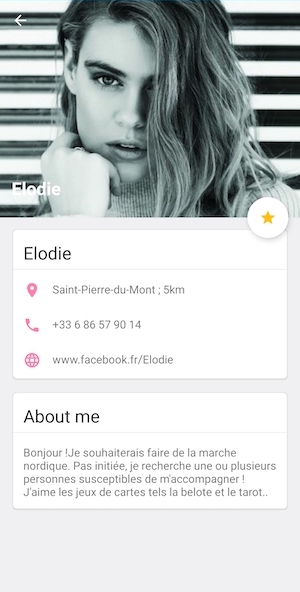 Elodie
Elodie
Saint-Pierre-du-Mont ; 5km
+33 6 86 57 90 14
www.facebook.fr/Elodie
About me
Bonjour !Je souhaiterais faire de la marche
nordique. Pas initiée, je recherche une ou plusieurs
personnes susceptibles de m'accompagner !
J'aime les jeux de cartes tels la belote et le tarot..